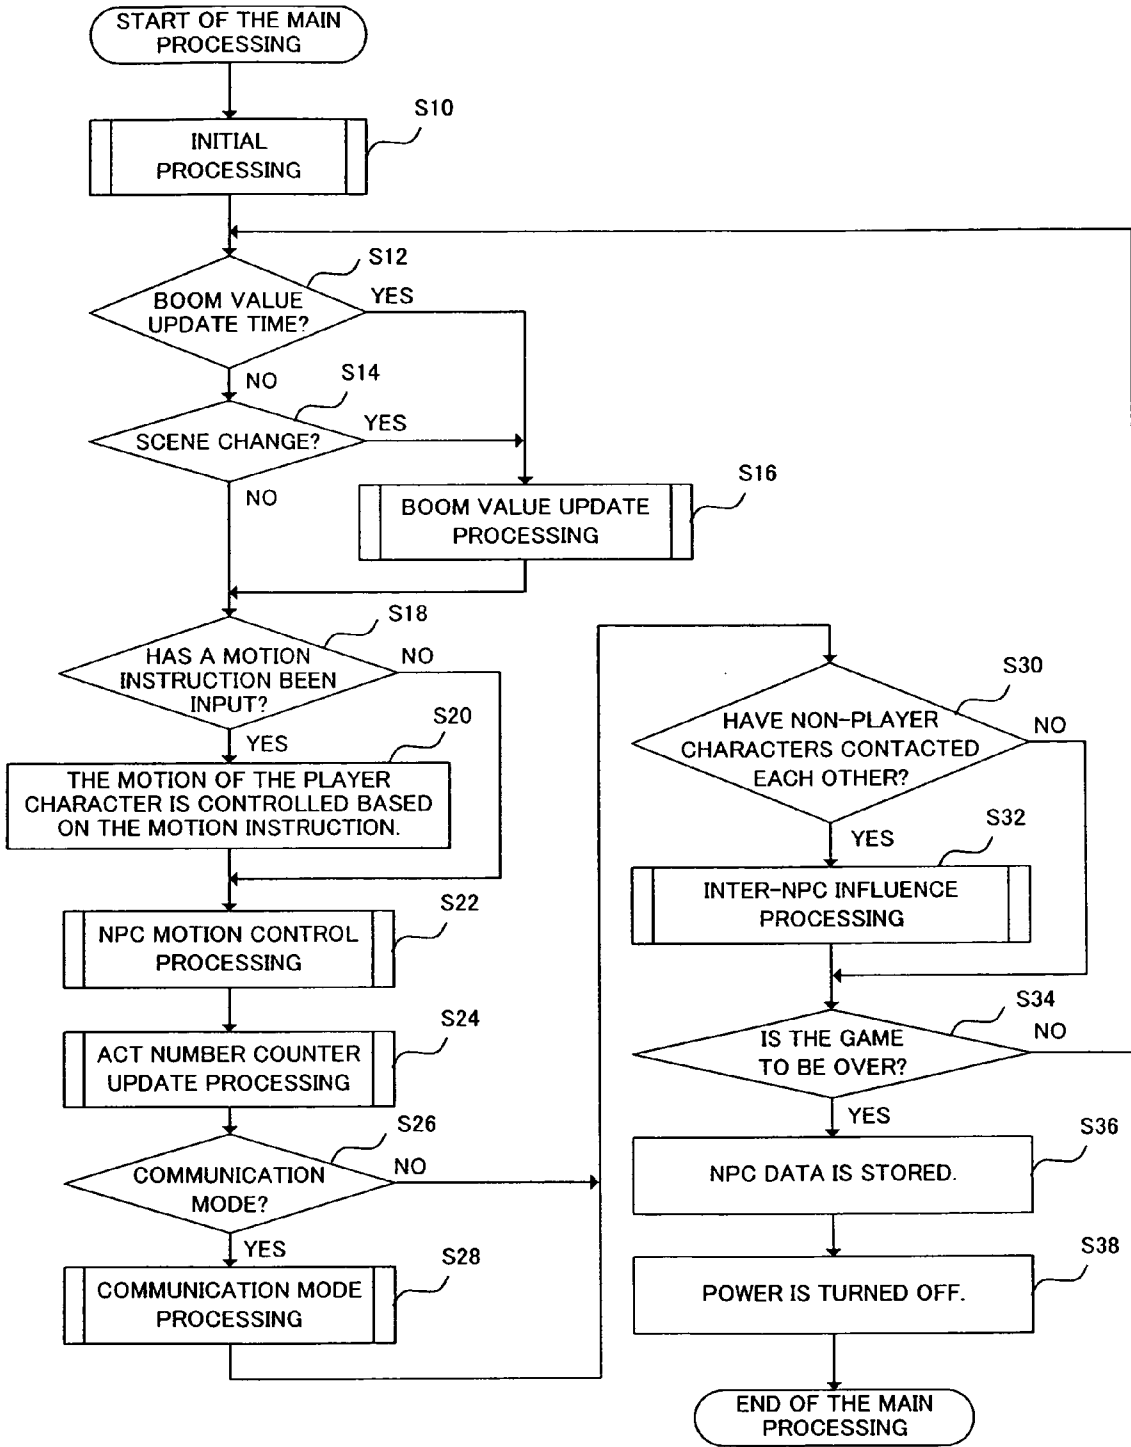 START OF THE MAIN
PROCESSING
S10
INITIAL
PROCESSING
S12
BOOM VALUE
UPDATE TIME?
YES
NO
S14
SCENE CHANGE?
YES
NO
S16
BOOM VALUE UPDATE
PROCESSING
S18
HAS A MOTION
INSTRUCTION BEEN
INPUT?
NO
YES
S20
THE MOTION OF THE PLAYER
CHARACTER IS CONTROLLED BASED
ON THE MOTION INSTRUCTION.
S22
NPC MOTION CONTROL
PROCESSING
S24
ACT NUMBER COUNTER
UPDATE PROCESSING
S26
COMMUNICATION
MODE?
NO
YES
S28
COMMUNICATION MODE
PROCESSING
S30
HAVE NON-PLAYER
CHARACTERS CONTACTED
EACH OTHER?
NO
YES
S32
INTER-NPC INFLUENCE
PROCESSING
S34
IS THE GAME
TO BE OVER?
NO
YES
S36
NPC DATA IS STORED.
S38
POWER IS TURNED OFF.
END OF THE MAIN
PROCESSING